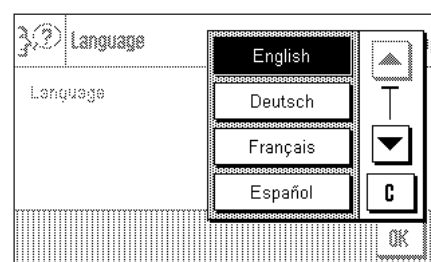 Language
Language
English
Deutsch
Français
Español
C
OK